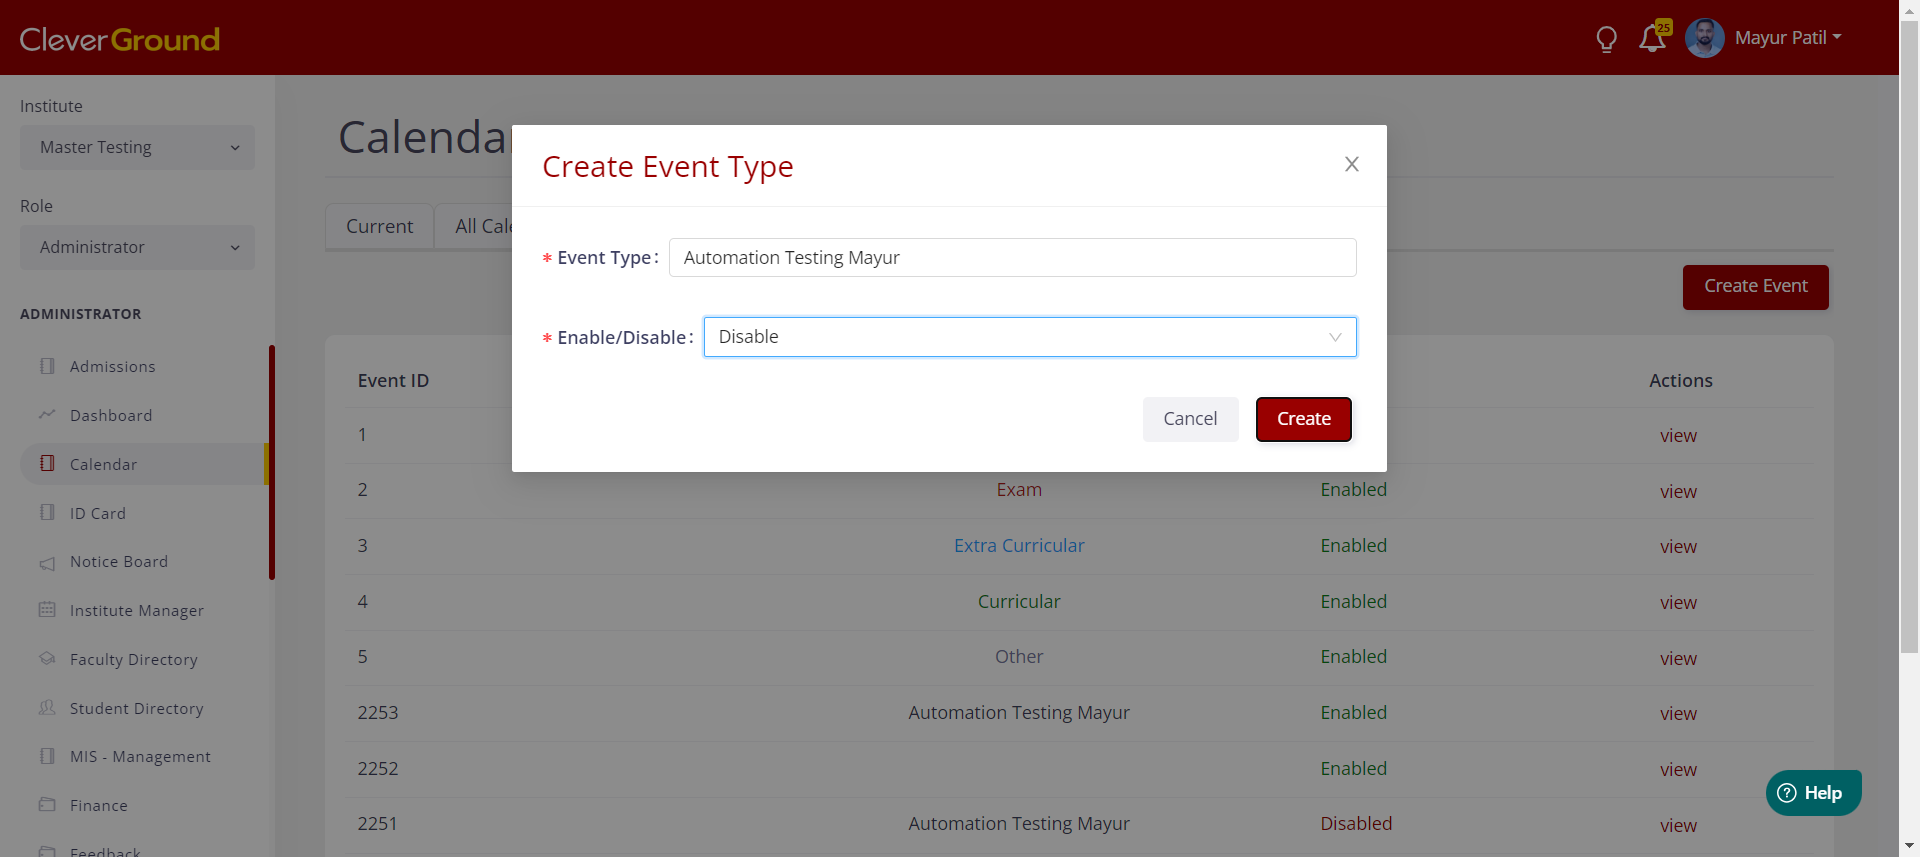 CleverGround
25
Mayur Patil
Institute
Master Testing
Role
Administrator
ADMINISTRATOR
Admissions
Dashboard
Calendar
ID Card
Notice Board
Institute Manager
Faculty Directory
Student Directory
MIS - Management
Finance
Feedback
Calendar
Current
All Cale
Create Event
Create Event Type
X
* Event Type: Automation Testing Mayur
* Enable/Disable: Disable
Cancel Create
Event ID Actions
1 view
2 Exam Enabled view
3 Extra Curricular Enabled view
4 Curricular Enabled view
5 Other Enabled view
2253 Automation Testing Mayur Enabled view
2252 Enabled view
2251 Automation Testing Mayur Disabled view
? Help